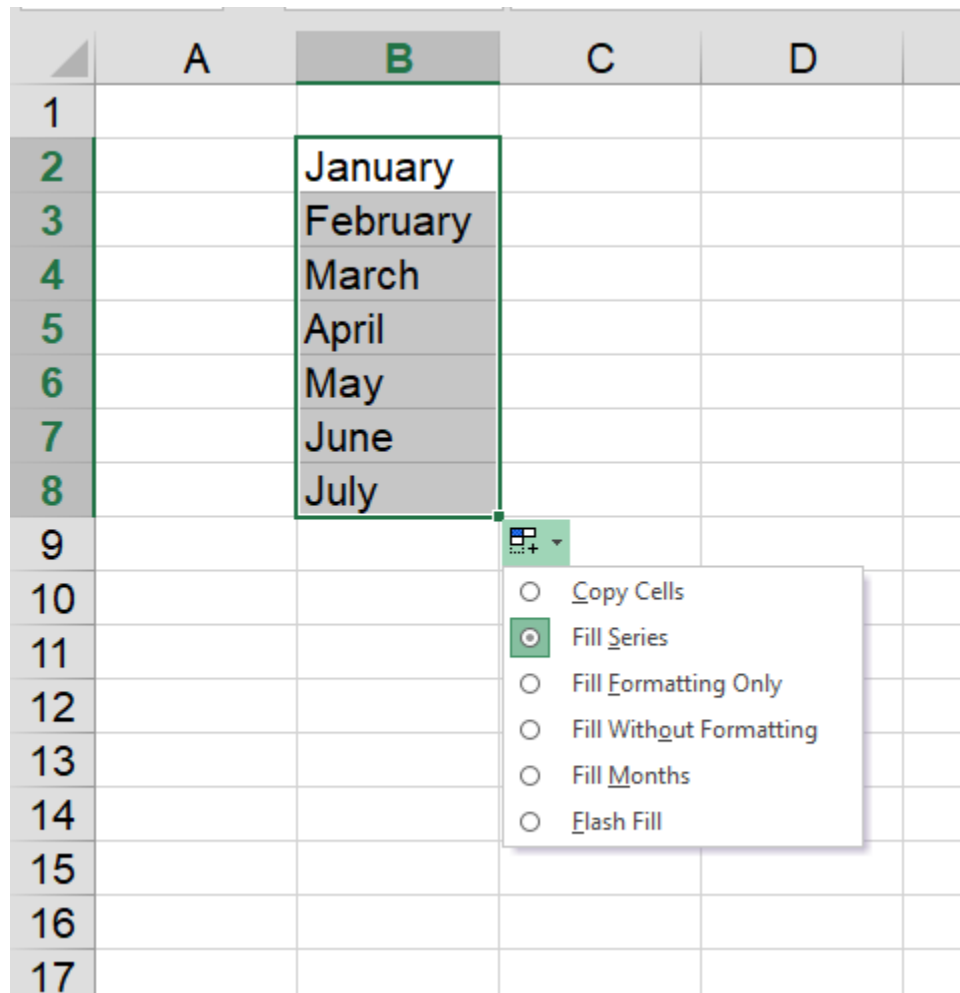 A B C D
1
2 January
3 February
4 March
5 April
6 May
7 June
8 July
9
10 Copy Cells
11 Fill Series
12 Fill Formatting Only
13 Fill Without Formatting
14 Fill Months
15 Flash Fill
16
17